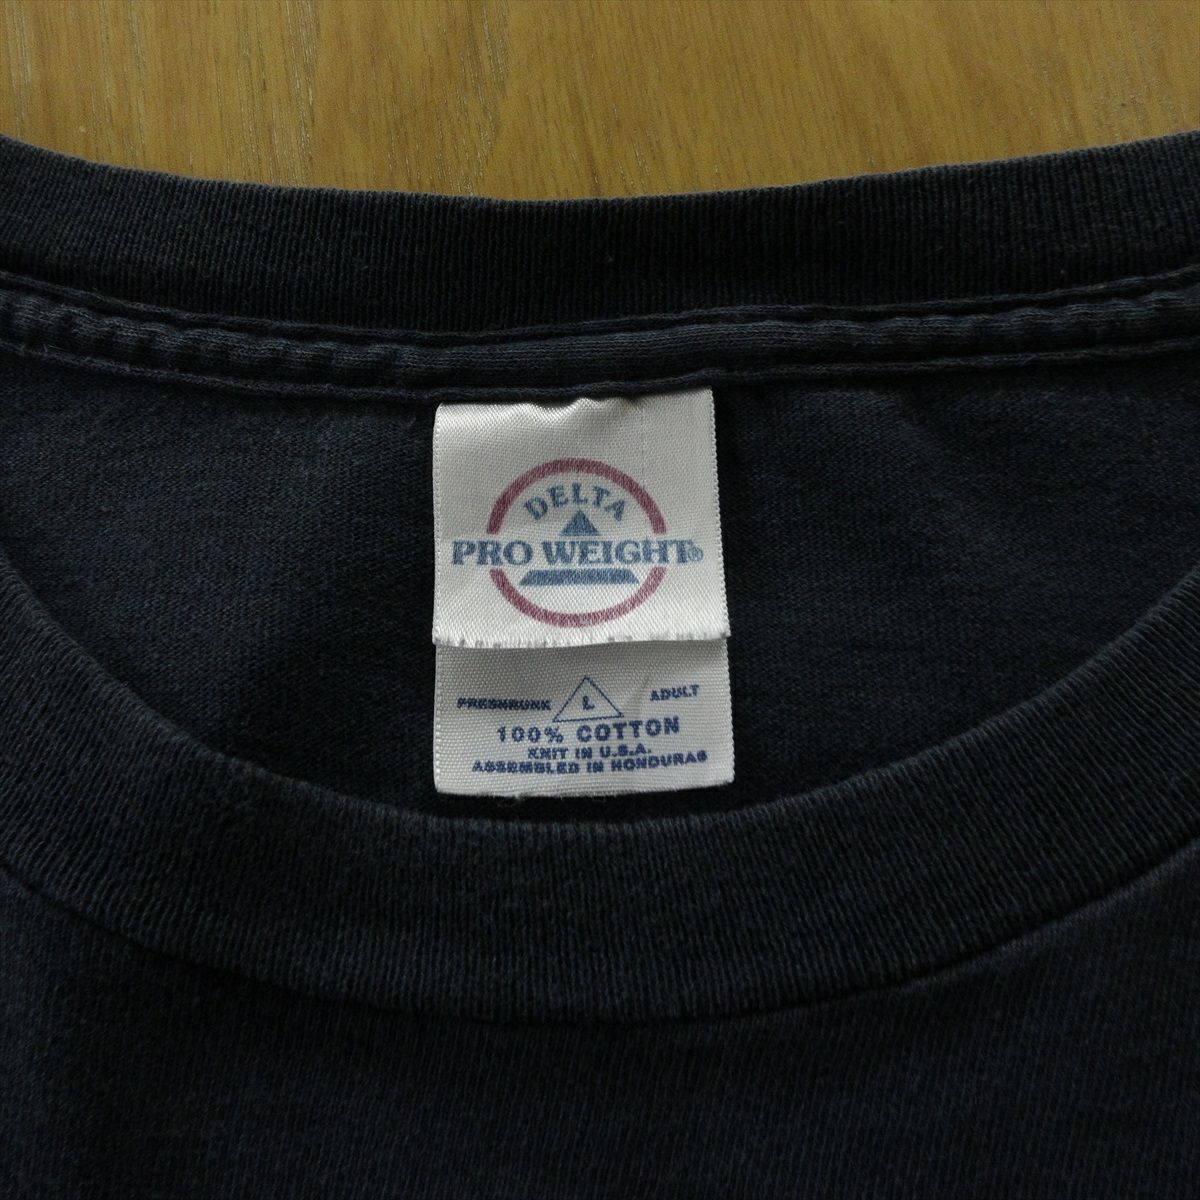 DELTA
PRO WEIGHT®
PRESHRUNK L ADULT
100% COTTON
KNIT IN U.S.A.
ASSEMBLED IN HONDURAS